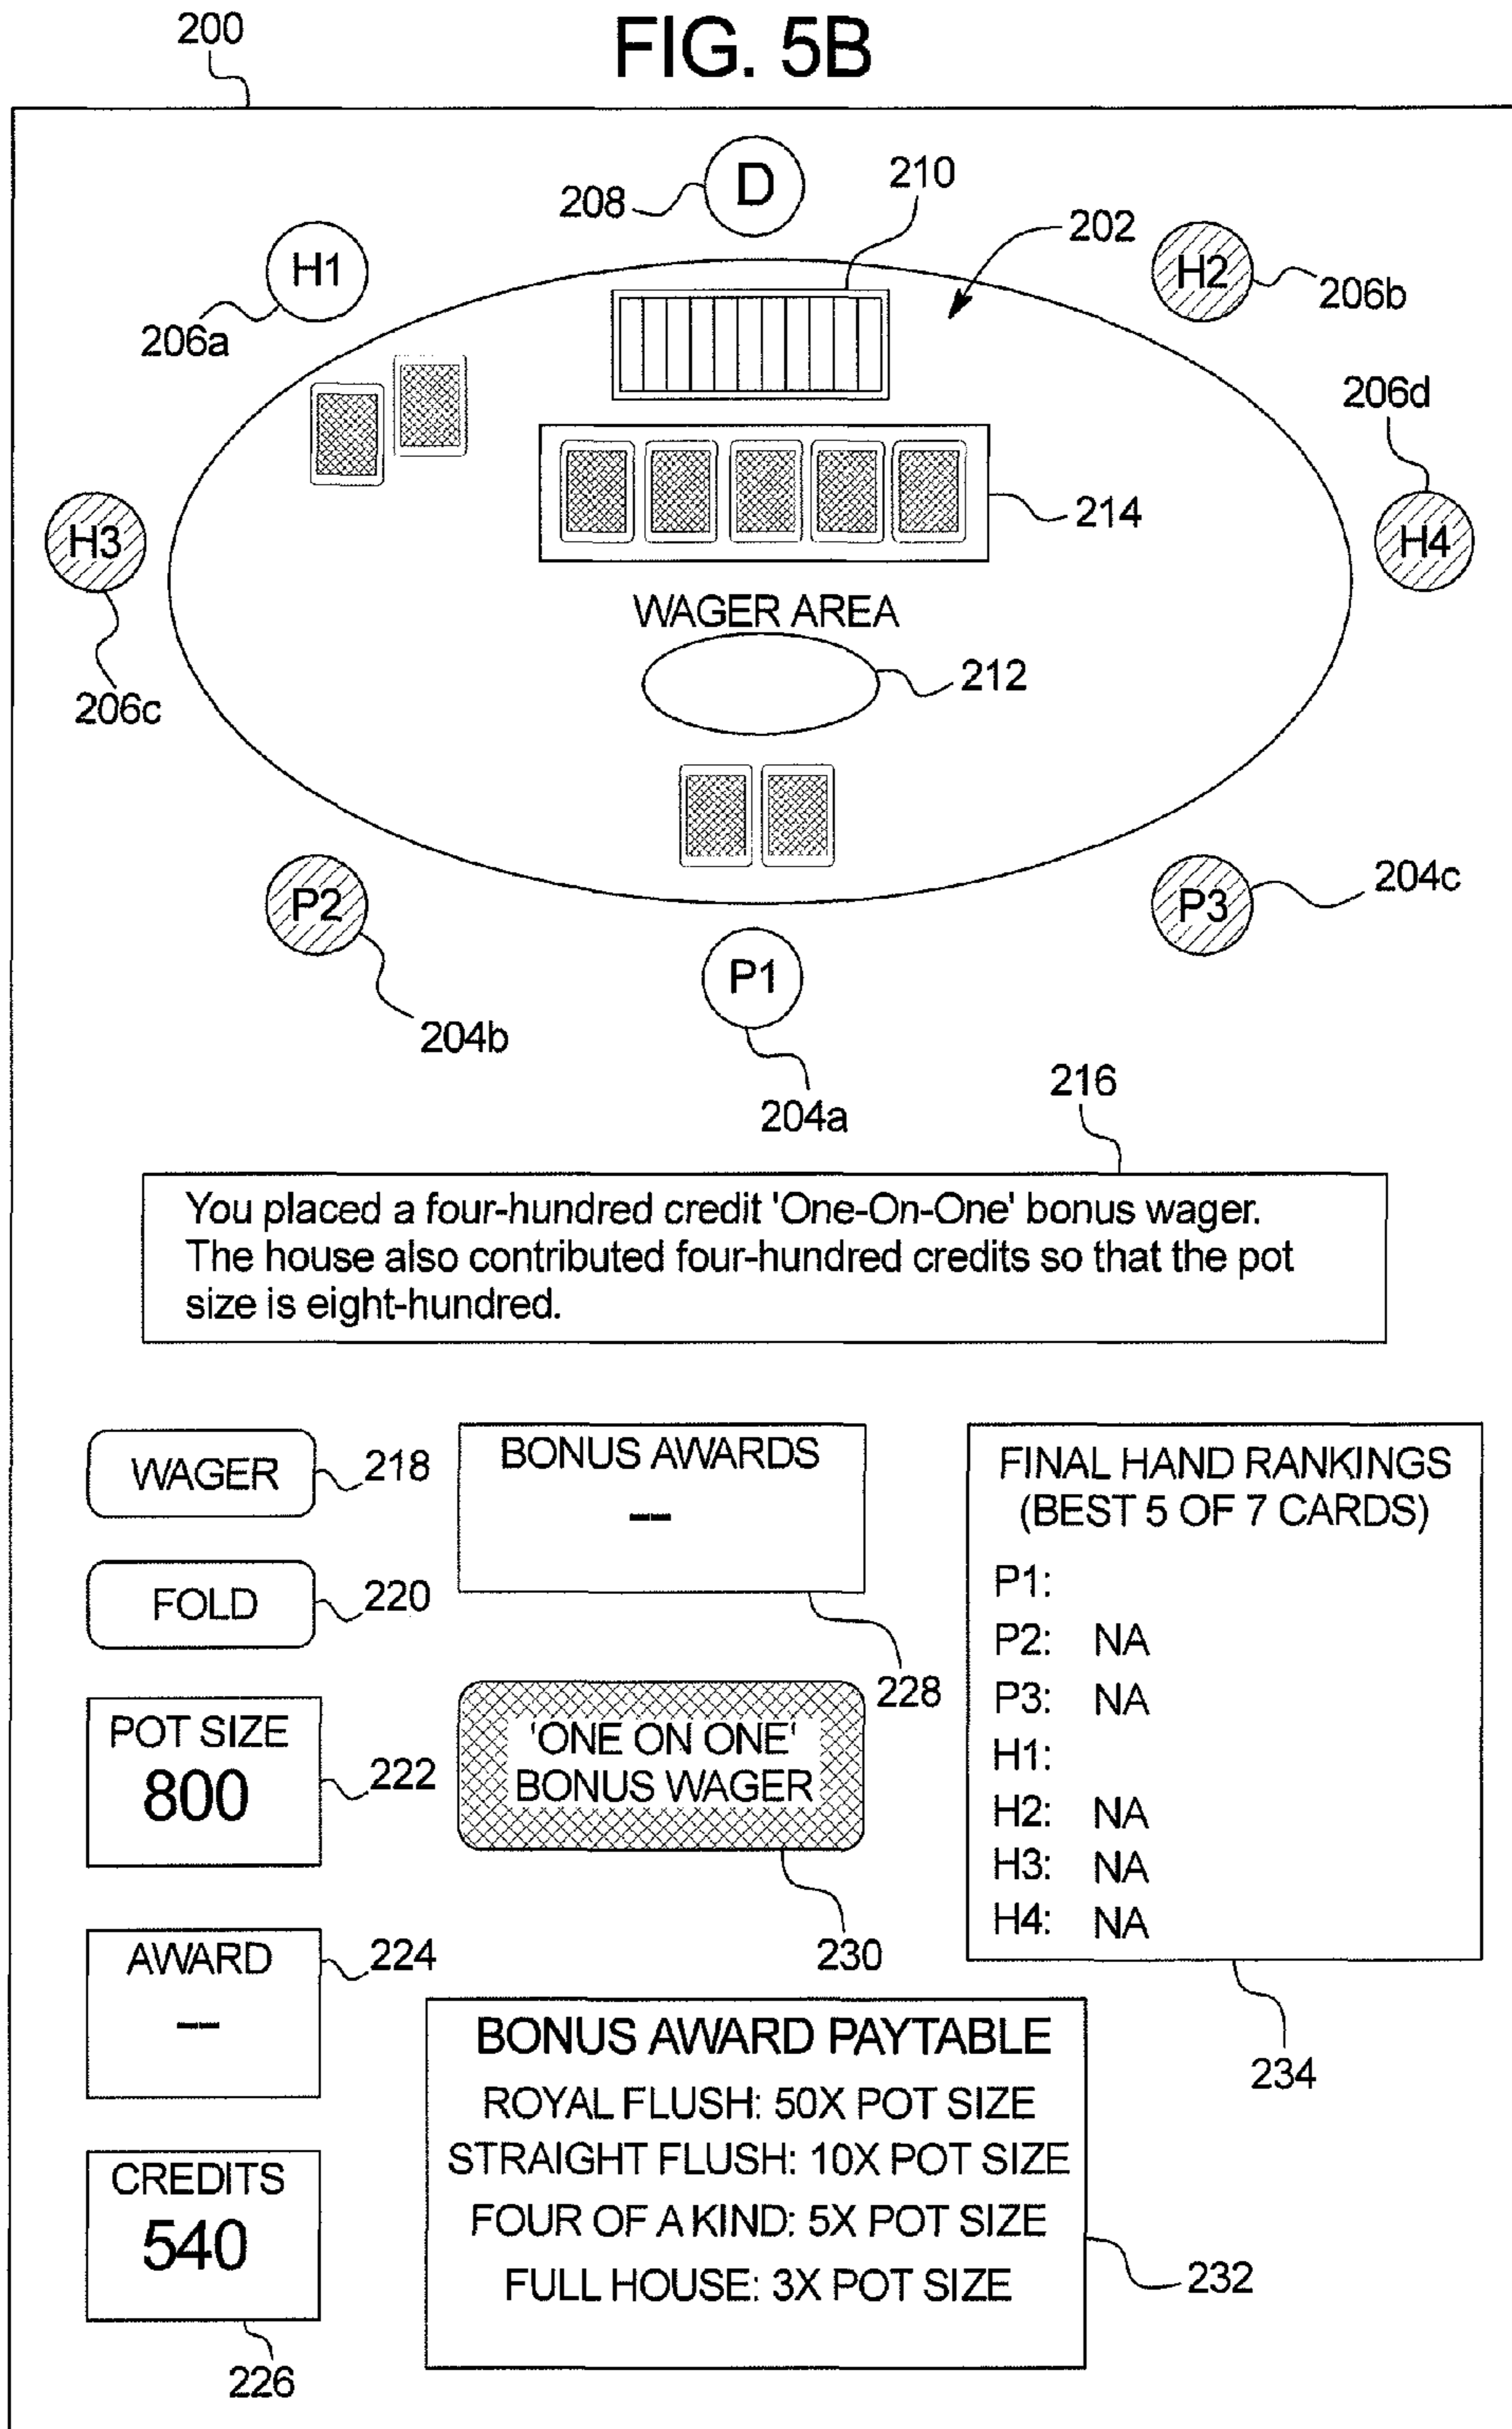 FIG. 5B
200
D
208
210
202
H1
206a
H2
206b
206d
H3
206c
H4
214
WAGER AREA
212
P2
204b
P1
204a
P3
204c
216
You placed a four-hundred credit 'One-On-One' bonus wager.
The house also contributed four-hundred credits so that the pot
size is eight-hundred.
WAGER
218
FOLD
220
POT SIZE
800
222
AWARD
--
224
CREDITS
540
226
BONUS AWARDS
--
228
'ONE ON ONE'
BONUS WAGER
230
BONUS AWARD PAYTABLE
ROYAL FLUSH: 50X POT SIZE
STRAIGHT FLUSH: 10X POT SIZE
FOUR OF A KIND: 5X POT SIZE
FULL HOUSE: 3X POT SIZE
232
FINAL HAND RANKINGS
(BEST 5 OF 7 CARDS)
P1:
P2: NA
P3: NA
H1:
H2: NA
H3: NA
H4: NA
234